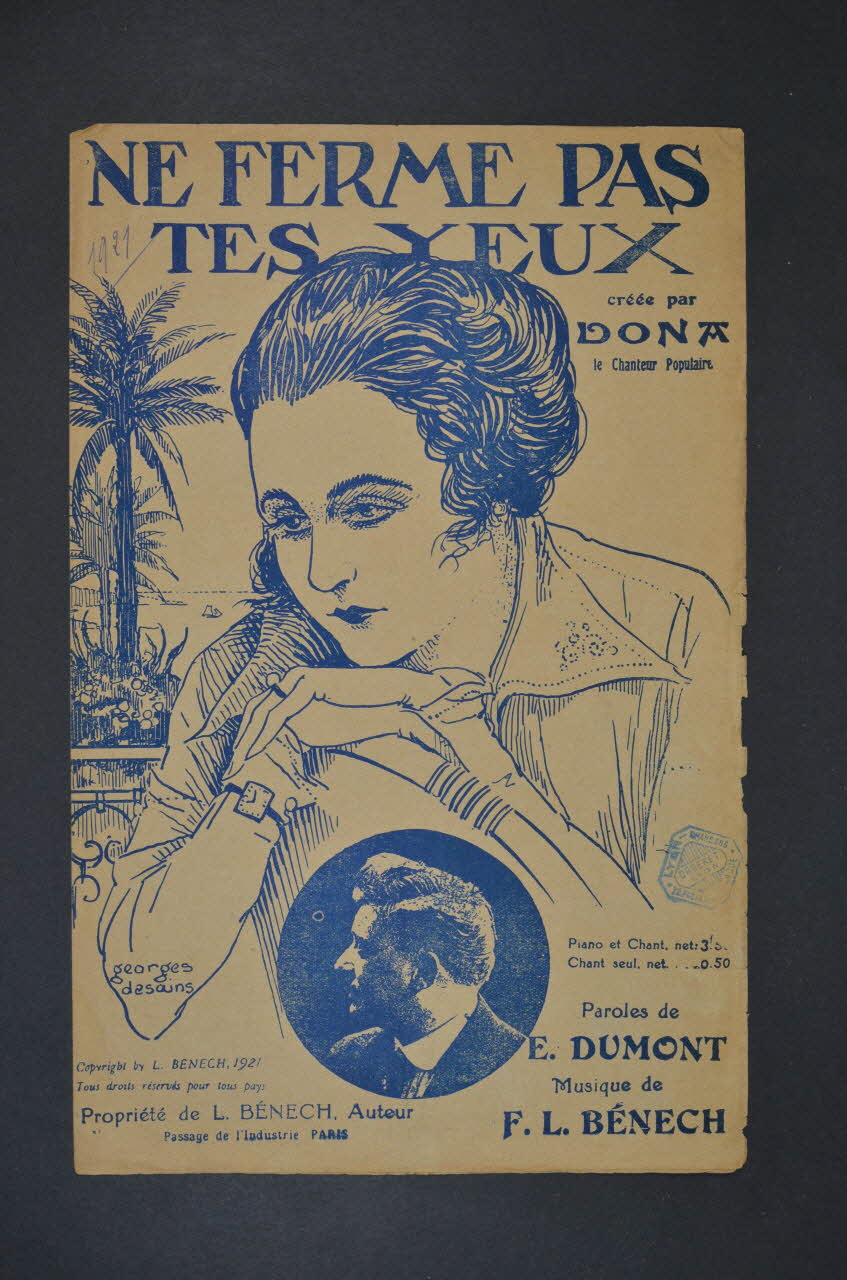 NE FERME PAS
TES YEUX
1921
créée par
DONA
le Chanteur Populaire
georges
desains
Piano et Chant. net:
Chant seul. net. . . . 0.50
Paroles de
E. DUMONT
Musique de
F. L. BÉNECH
Copyright by L. BENECH, 1921
Tous droits réservés pour tous pays
Propriété de L. BÉNECH, Auteur
Passage de l'Industrie PARIS